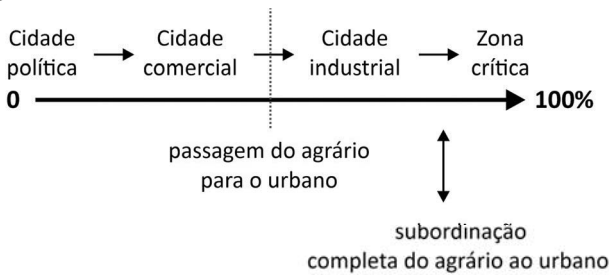 Cidade política
Cidade comercial
Cidade industrial
Zona crítica
0
100%
passagem do agrário
para o urbano
subordinação
completa do agrário ao urbano